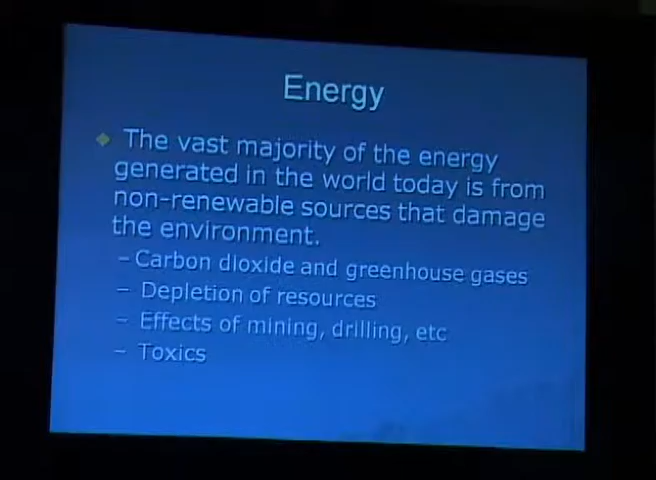 Energy
The vast majority of the energy
generated in the world today is from
non-renewable sources that damage
the environment.
– Carbon dioxide and greenhouse gases
– Depletion of resources
– Effects of mining, drilling, etc
– Toxics